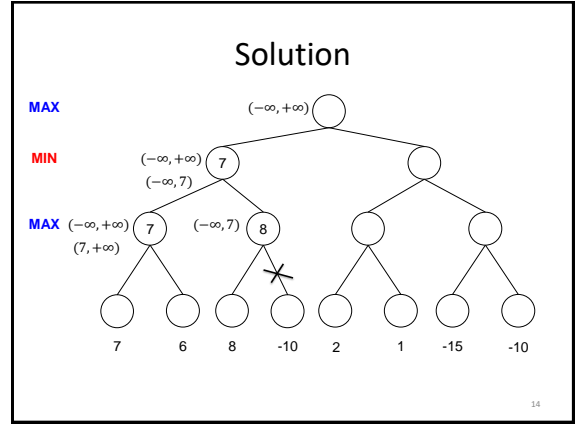 Solution
MAX (−∞, +∞)
MIN (−∞, +∞) 7
(−∞, 7)
MAX (−∞, +∞) 7 (−∞, 7) 8
(7, +∞)
7 6 8 -10 2 1 -15 -10
14